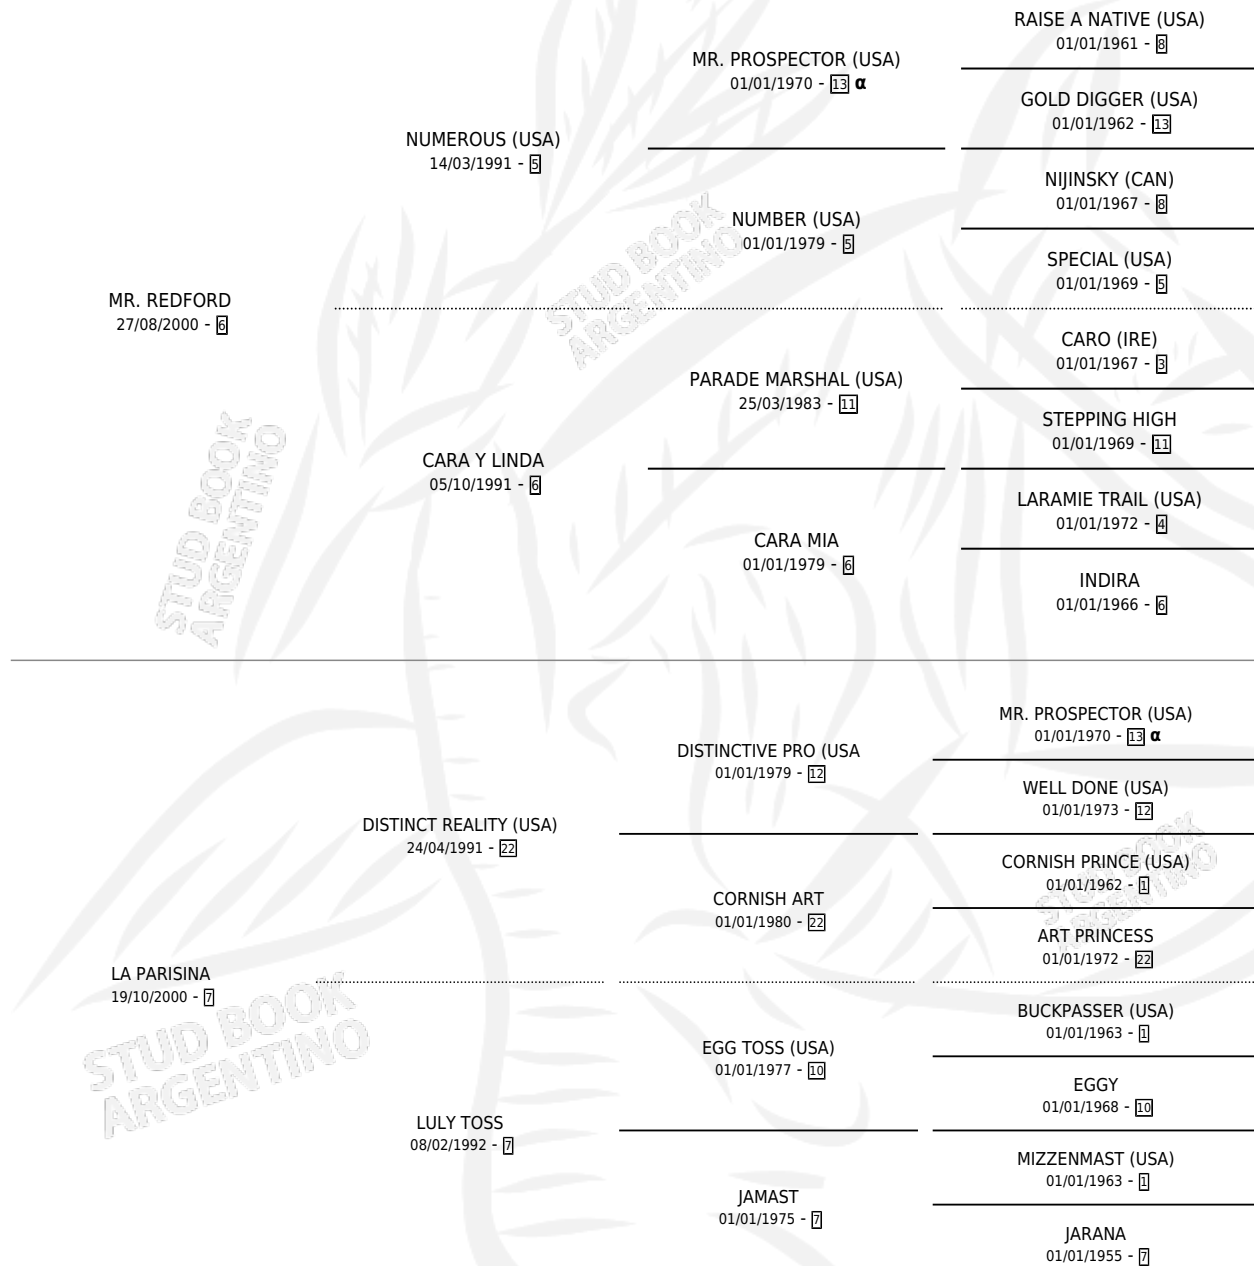 RAISE A NATIVE (USA)
01/01/1961 - 8
MR. PROSPECTOR (USA)
01/01/1970 - 13 α
GOLD DIGGER (USA)
01/01/1962 - 13
NUMEROUS (USA)
14/03/1991 - 5
NIJINSKY (CAN)
01/01/1967 - 8
NUMBER (USA)
01/01/1979 - 5
SPECIAL (USA)
01/01/1969 - 5
MR. REDFORD
27/08/2000 - 6
STUD BOOK
ARGENTINO
CARO (IRE)
01/01/1967 - 3
PARADE MARSHAL (USA)
25/03/1983 - 11
STEPPING HIGH
01/01/1969 - 11
CARA Y LINDA
05/10/1991 - 6
LARAMIE TRAIL (USA)
01/01/1972 - 4
CARA MIA
01/01/1979 - 6
INDIRA
01/01/1966 - 6
STUD BOOK
ARGENTINO
MR. PROSPECTOR (USA)
01/01/1970 - 13 α
DISTINCTIVE PRO (USA
01/01/1979 - 12
WELL DONE (USA)
01/01/1973 - 12
DISTINCT REALITY (USA)
24/04/1991 - 22
CORNISH PRINCE (USA)
01/01/1962 - 1
STUD BOOK
ARGENTINO
CORNISH ART
01/01/1980 - 22
ART PRINCESS
01/01/1972 - 22
LA PARISINA
19/10/2000 - 7
STUD BOOK
ARGENTINO
BUCKPASSER (USA)
01/01/1963 - 1
EGG TOSS (USA)
01/01/1977 - 10
EGGY
01/01/1968 - 10
LULY TOSS
08/02/1992 - 7
MIZZENMAST (USA)
01/01/1963 - 1
JAMAST
01/01/1975 - 7
JARANA
01/01/1955 - 7